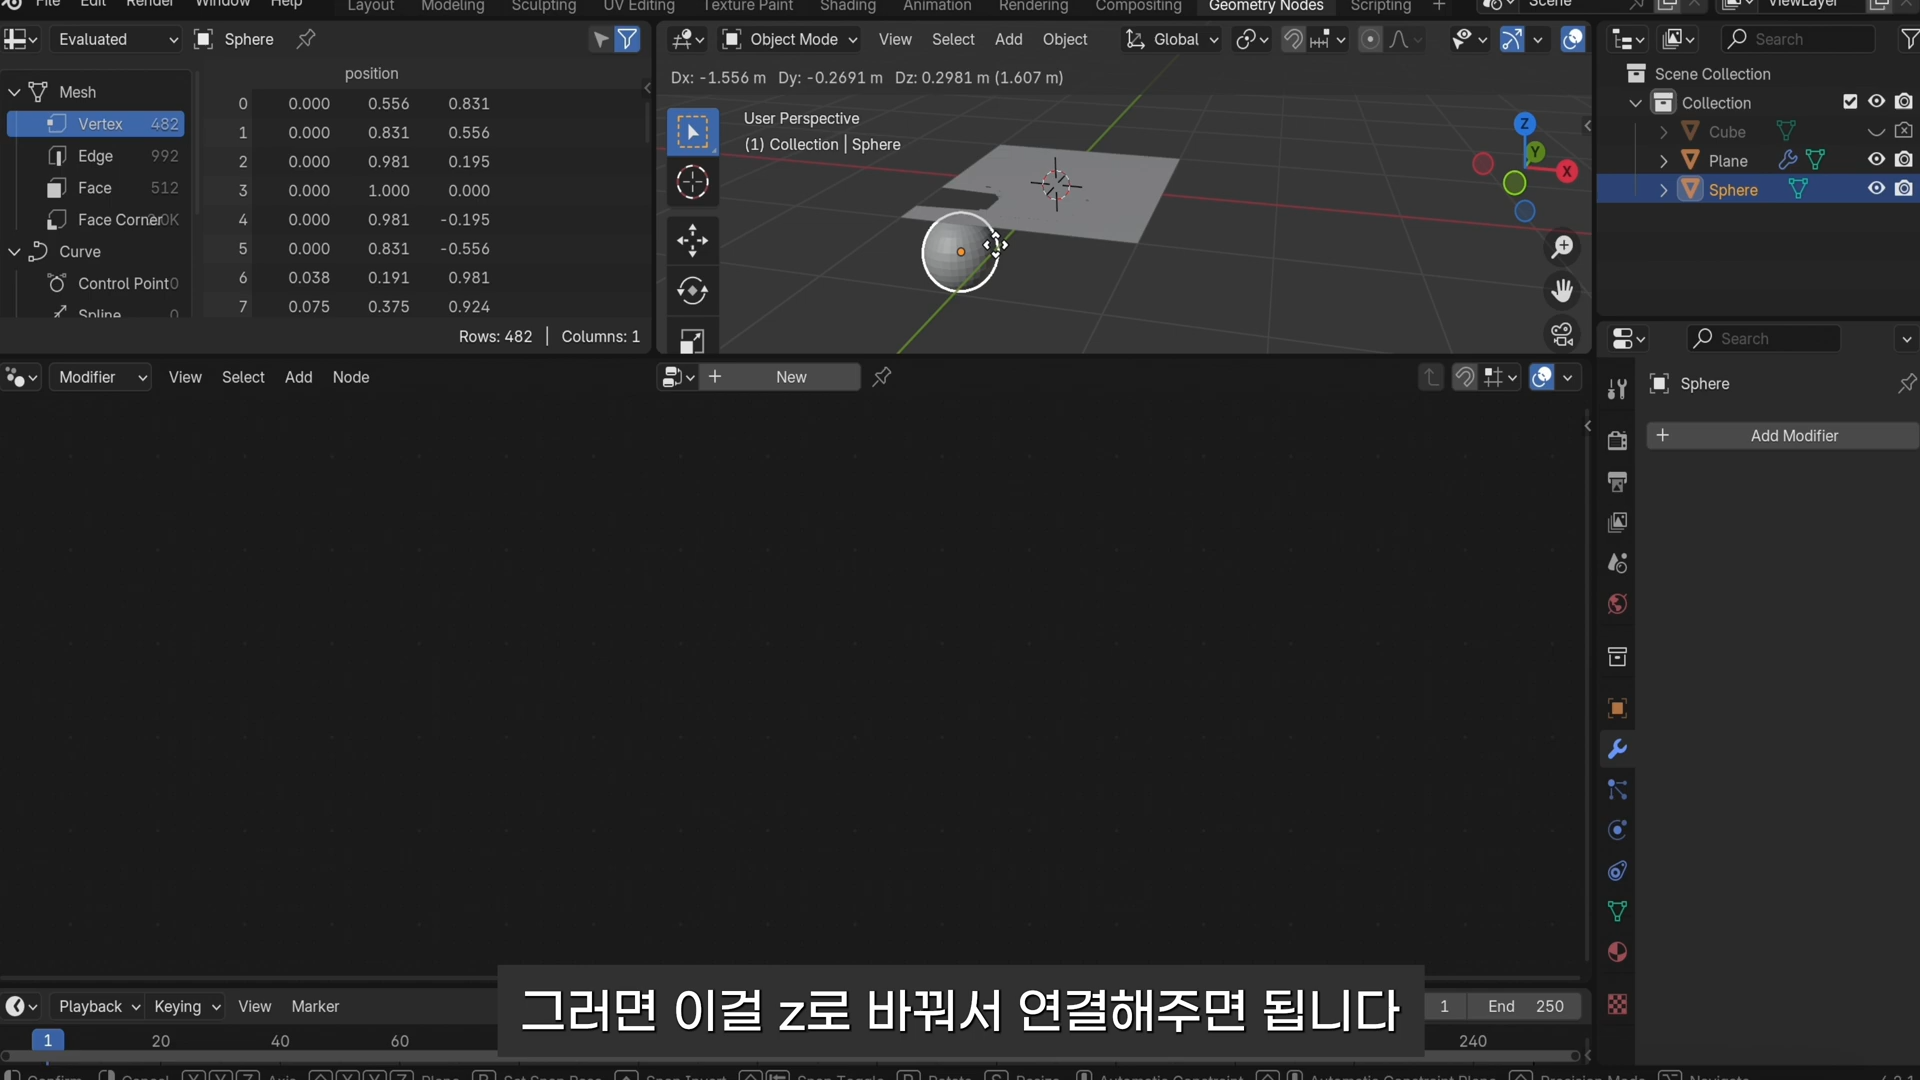 File Edit Render Window Help Layout Modeling Sculpting UV Editing Texture Paint Shading Animation Rendering Compositing Geometry Nodes Scripting + Scene ViewLayer
Evaluated Sphere
Object Mode View Select Add Object Global
Search
position
Mesh
Vertex 482
Edge 992
Face 512
Face Corner
Curve
Control Point 0
Spline 0
0 0.000 0.556 0.831
1 0.000 0.831 0.556
2 0.000 0.981 0.195
3 0.000 1.000 0.000
4 0.000 0.981 -0.195
5 0.000 0.831 -0.556
6 0.038 0.191 0.981
7 0.075 0.375 0.924
Rows: 482 | Columns: 1
Dx: -1.556 m Dy: -0.2691 m Dz: 0.2981 m (1.607 m)
User Perspective
(1) Collection | Sphere
Z
Y
X
Scene Collection
Collection
Cube
Plane
Sphere
Search
Sphere
+ Add Modifier
Modifier View Select Add Node
+ New
그러면 이걸 z로 바꿔서 연결해주면 됩니다
Playback Keying View Marker
1 End 250
1 20 40 60 240